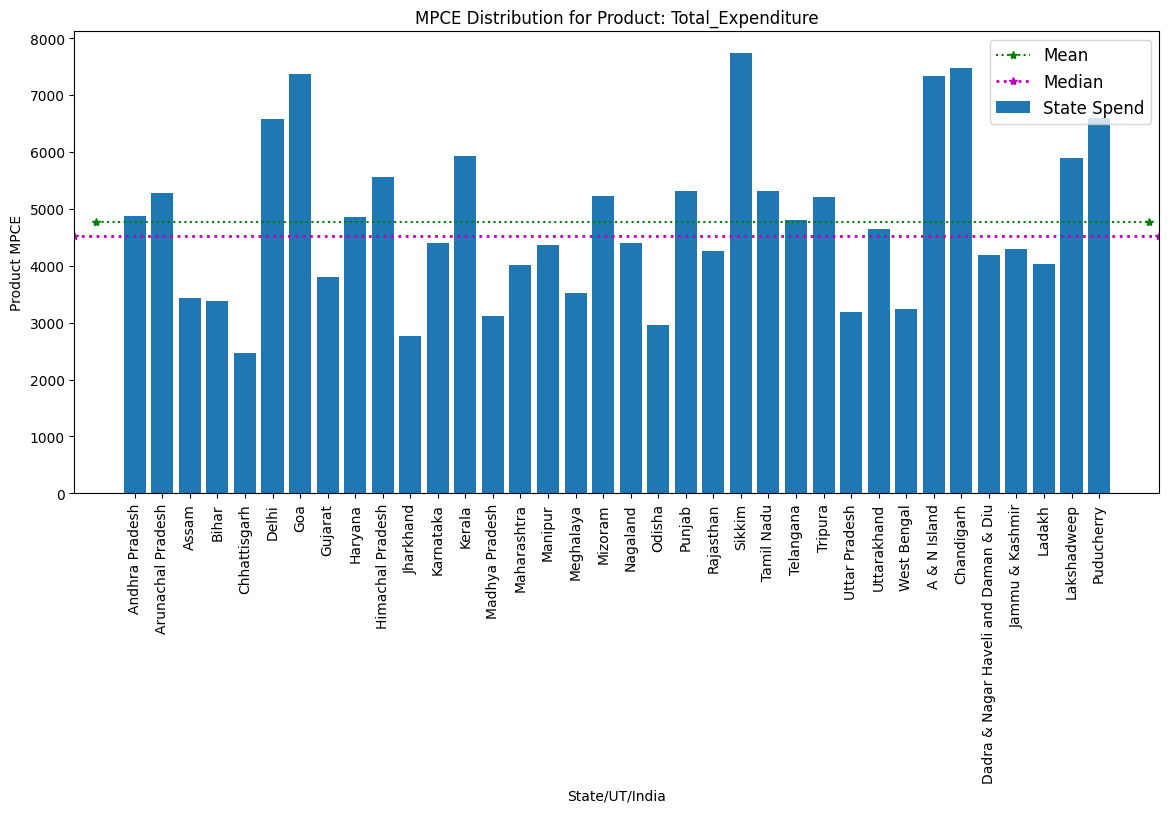 MPCE Distribution for Product: Total_Expenditure
Mean
Median
State Spend
Product MPCE
8000
7000
6000
5000
4000
3000
2000
1000
0
Andhra Pradesh
Arunachal Pradesh
Assam
Bihar
Chhattisgarh
Delhi
Goa
Gujarat
Haryana
Himachal Pradesh
Jharkhand
Karnataka
Kerala
Madhya Pradesh
Maharashtra
Manipur
Meghalaya
Mizoram
Nagaland
Odisha
Punjab
Rajasthan
Sikkim
Tamil Nadu
Telangana
Tripura
Uttar Pradesh
Uttarakhand
West Bengal
A & N Island
Chandigarh
Dadra & Nagar Haveli and Daman & Diu
Jammu & Kashmir
Ladakh
Lakshadweep
Puducherry
State/UT/India